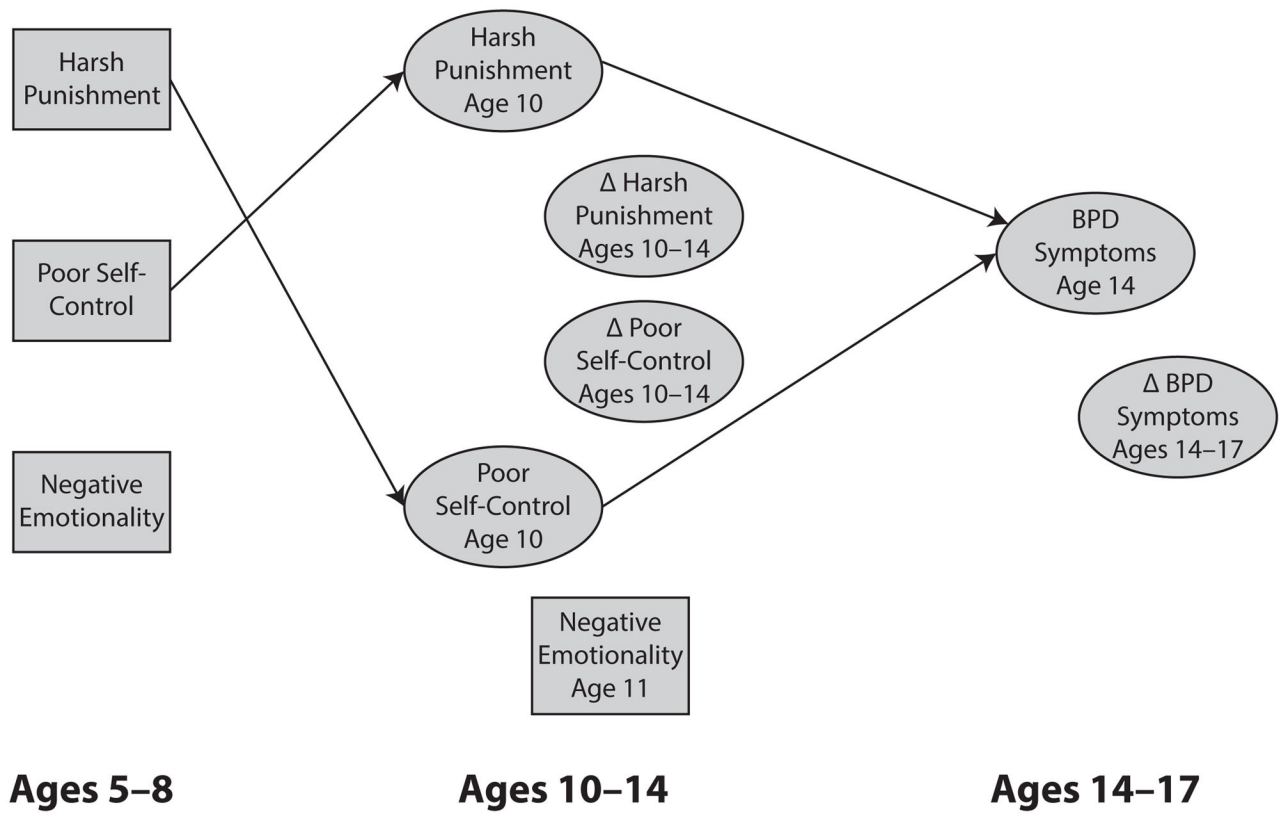 Harsh
Punishment
Poor Self-
Control
Negative
Emotionality
Harsh
Punishment
Age 10
Δ Harsh
Punishment
Ages 10–14
Δ Poor
Self-Control
Ages 10–14
Poor
Self-Control
Age 10
Negative
Emotionality
Age 11
BPD
Symptoms
Age 14
Δ BPD
Symptoms
Ages 14–17
Ages 5–8
Ages 10–14
Ages 14–17